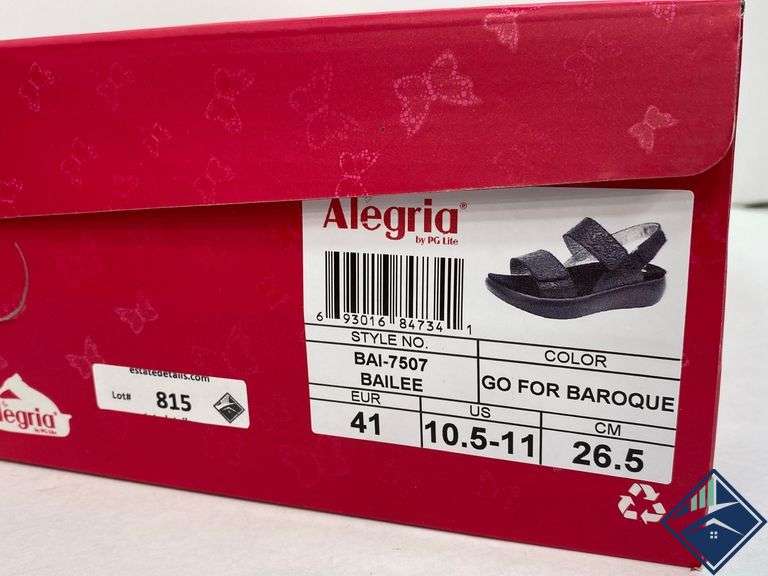 Alegria®
by PG Lite
6 93016 84734 1
STYLE NO.
BAI-7507
BAILEE
COLOR
GO FOR BAROQUE
EUR
41
US
10.5-11
CM
26.5
estatedetails.com
Lot# 815
legria
by PG Lite